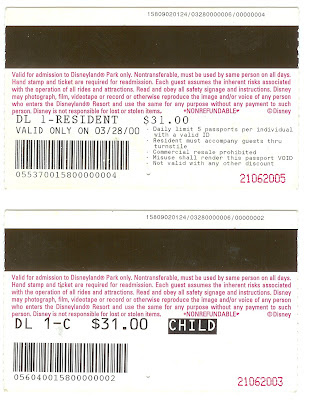 15809020124/03280000006/00000004
Valid for admission to Disneyland® Park only. Nontransferable, must be used by same person on all days.
Hand stamp and ticket are required for readmission. Each guest assumes the inherent risks associated
with the operation of all rides and attractions. Read and obey all safety signage and instructions. Disney
may photograph, film, videotape or record or otherwise reproduce the image and/or voice of any person
who enters the Disneyland® Resort and use the same for any purpose without any payment to such
person. Disney is not responsible for lost or stolen items. *NONREFUNDABLE* ©Disney
DL 1-RESIDENT $31.00
VALID ONLY ON 03/28/00
· Daily limit 5 passports per individual
with a valid ID
· Resident must accompany guests thru
turnstile
· Commercial resale prohibited
· Misuse shall render this passport VOID
· Not valid with any other discount
055370015800000004
21062005
15809020124/03280000006/00000002
Valid for admission to Disneyland® Park only. Nontransferable, must be used by same person on all days.
Hand stamp and ticket are required for readmission. Each guest assumes the inherent risks associated
with the operation of all rides and attractions. Read and obey all safety signage and instructions. Disney
may photograph, film, videotape or record or otherwise reproduce the image and/or voice of any person
who enters the Disneyland® Resort and use the same for any purpose without any payment to such
person. Disney is not responsible for lost or stolen items. *NONREFUNDABLE* ©Disney
DL 1-C $31.00 CHILD
056040015800000002
21062003